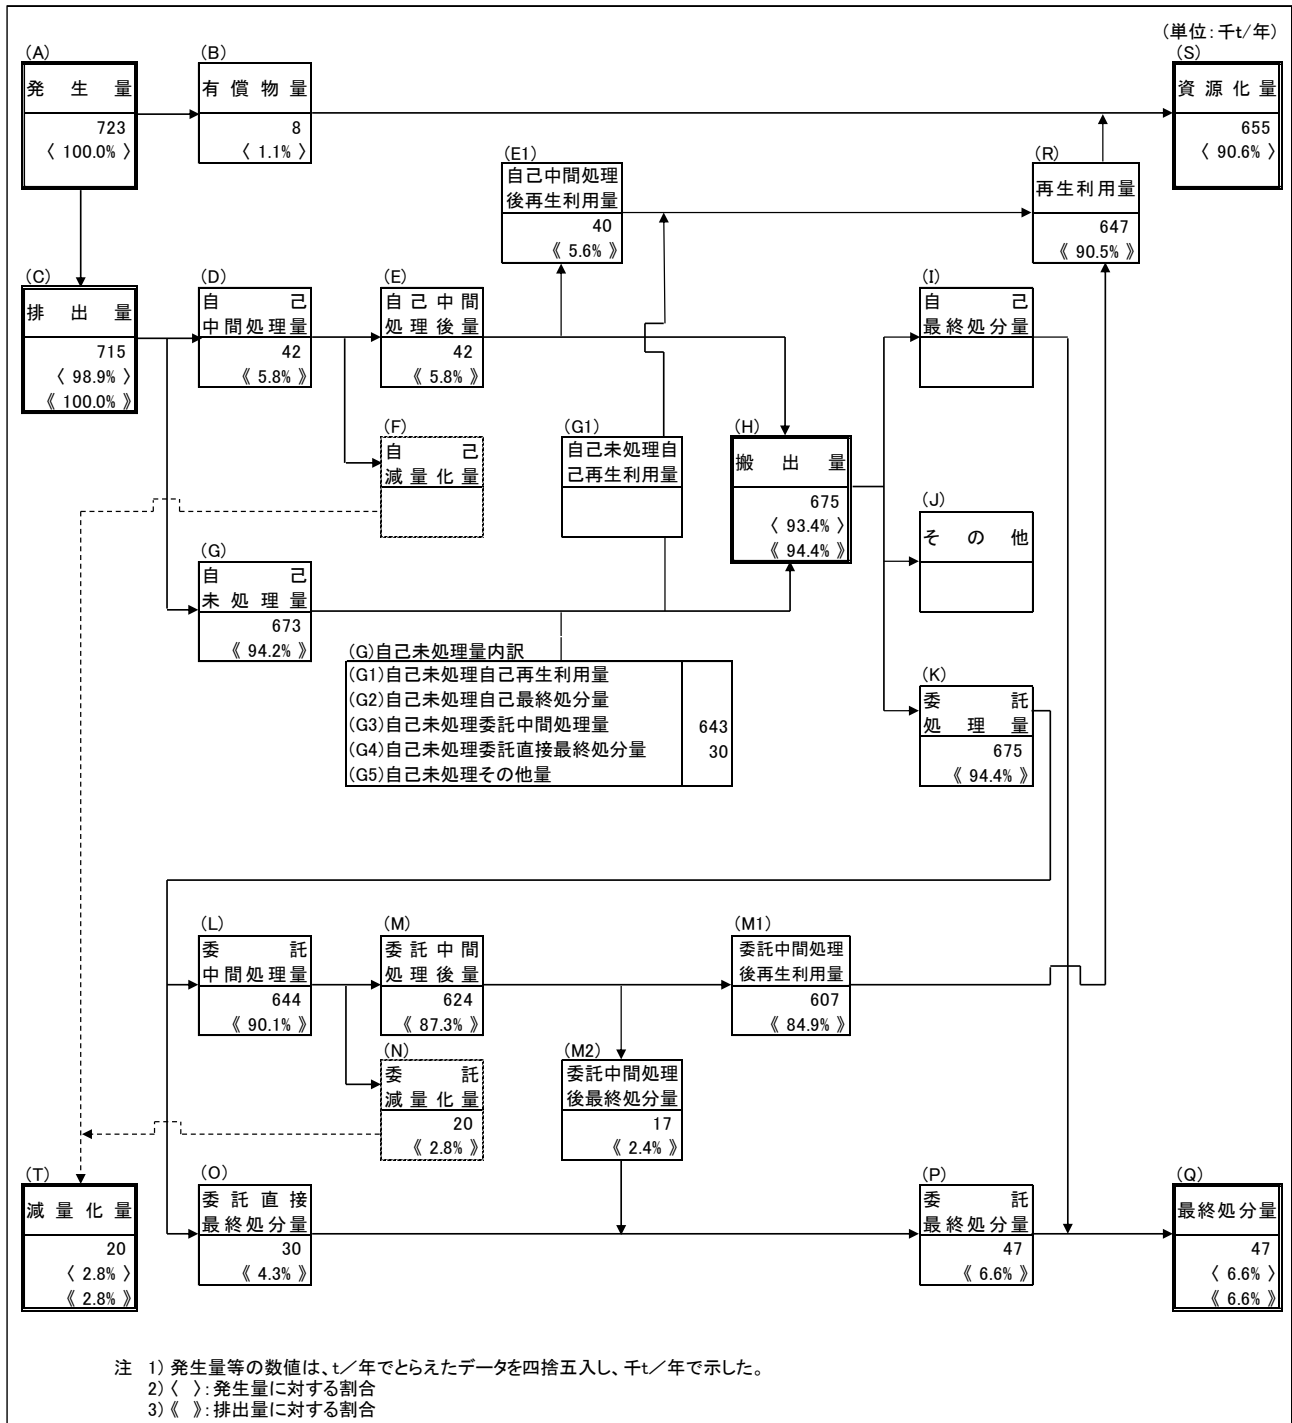 (単位：千t/年)
(A)
発生量
723
〈 100.0% 〉
(B)
有償物量
8
〈 1.1% 〉
(S)
資源化量
655
〈 90.6% 〉
(E1)
自己中間処理
後再生利用量
40
《 5.6% 》
(R)
再生利用量
647
《 90.5% 》
(C)
排出量
715
〈 98.9% 〉
《 100.0% 》
(D)
自己
中間処理量
42
《 5.8% 》
(E)
自己中間
処理後量
42
《 5.8% 》
(I)
自己
最終処分量
(F)
自己
減量化量
(G1)
自己未処理自
己再生利用量
(H)
搬出量
675
〈 93.4% 〉
《 94.4% 》
(J)
その他
(G)
自己
未処理量
673
《 94.2% 》
(G)自己未処理量内訳
(G1)自己未処理自己再生利用量
(G2)自己未処理自己最終処分量
(G3)自己未処理委託中間処理量 643
(G4)自己未処理委託直接最終処分量 30
(G5)自己未処理その他量
(K)
委託
処理量
675
《 94.4% 》
(L)
委託
中間処理量
644
《 90.1% 》
(M)
委託中間
処理後量
624
《 87.3% 》
(M1)
委託中間処理
後再生利用量
607
《 84.9% 》
(N)
委託
減量化量
20
《 2.8% 》
(M2)
委託中間処理
後最終処分量
17
《 2.4% 》
(T)
減量化量
20
〈 2.8% 〉
《 2.8% 》
(O)
委託直接
最終処分量
30
《 4.3% 》
(P)
委託
最終処分量
47
《 6.6% 》
(Q)
最終処分量
47
〈 6.6% 〉
《 6.6% 》
注 1) 発生量等の数値は、t／年でとらえたデータを四捨五入し、千t／年で示した。
2)〈 〉：発生量に対する割合
3)《 》：排出量に対する割合